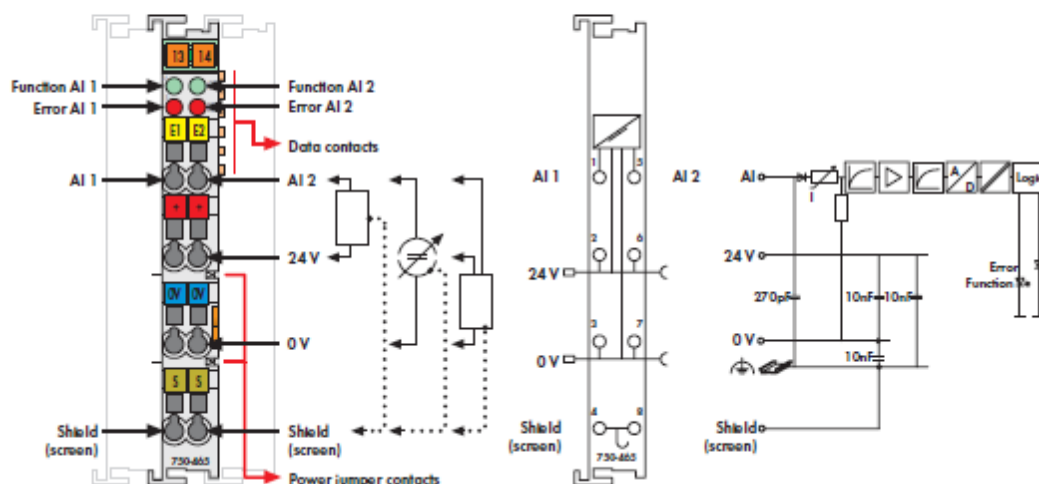 13 14
Function AI 1
Function AI 2
Error AI 1
Error AI 2
E1 E2
Data contacts
AI 1
AI 2
+ +
24 V
0V 0V
0 V
S S
Shield
(screen)
Shield
(screen)
750-465
Power jumper contacts
1 5
AI 1
AI 2
2 6
24 V
3 7
0 V
4 8
Shield
(screen)
750-465
AI
I
A
D
Logic
24 V
270pF
10nF
10nF
Error
Function
0 V
10nF
Shield
(screen)